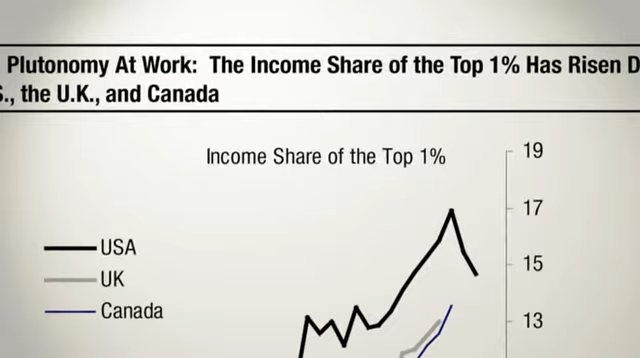 Plutonomy At Work: The Income Share of the Top 1% Has Risen D
S., the U.K., and Canada
Income Share of the Top 1%
19
17
USA
15
UK
Canada
13